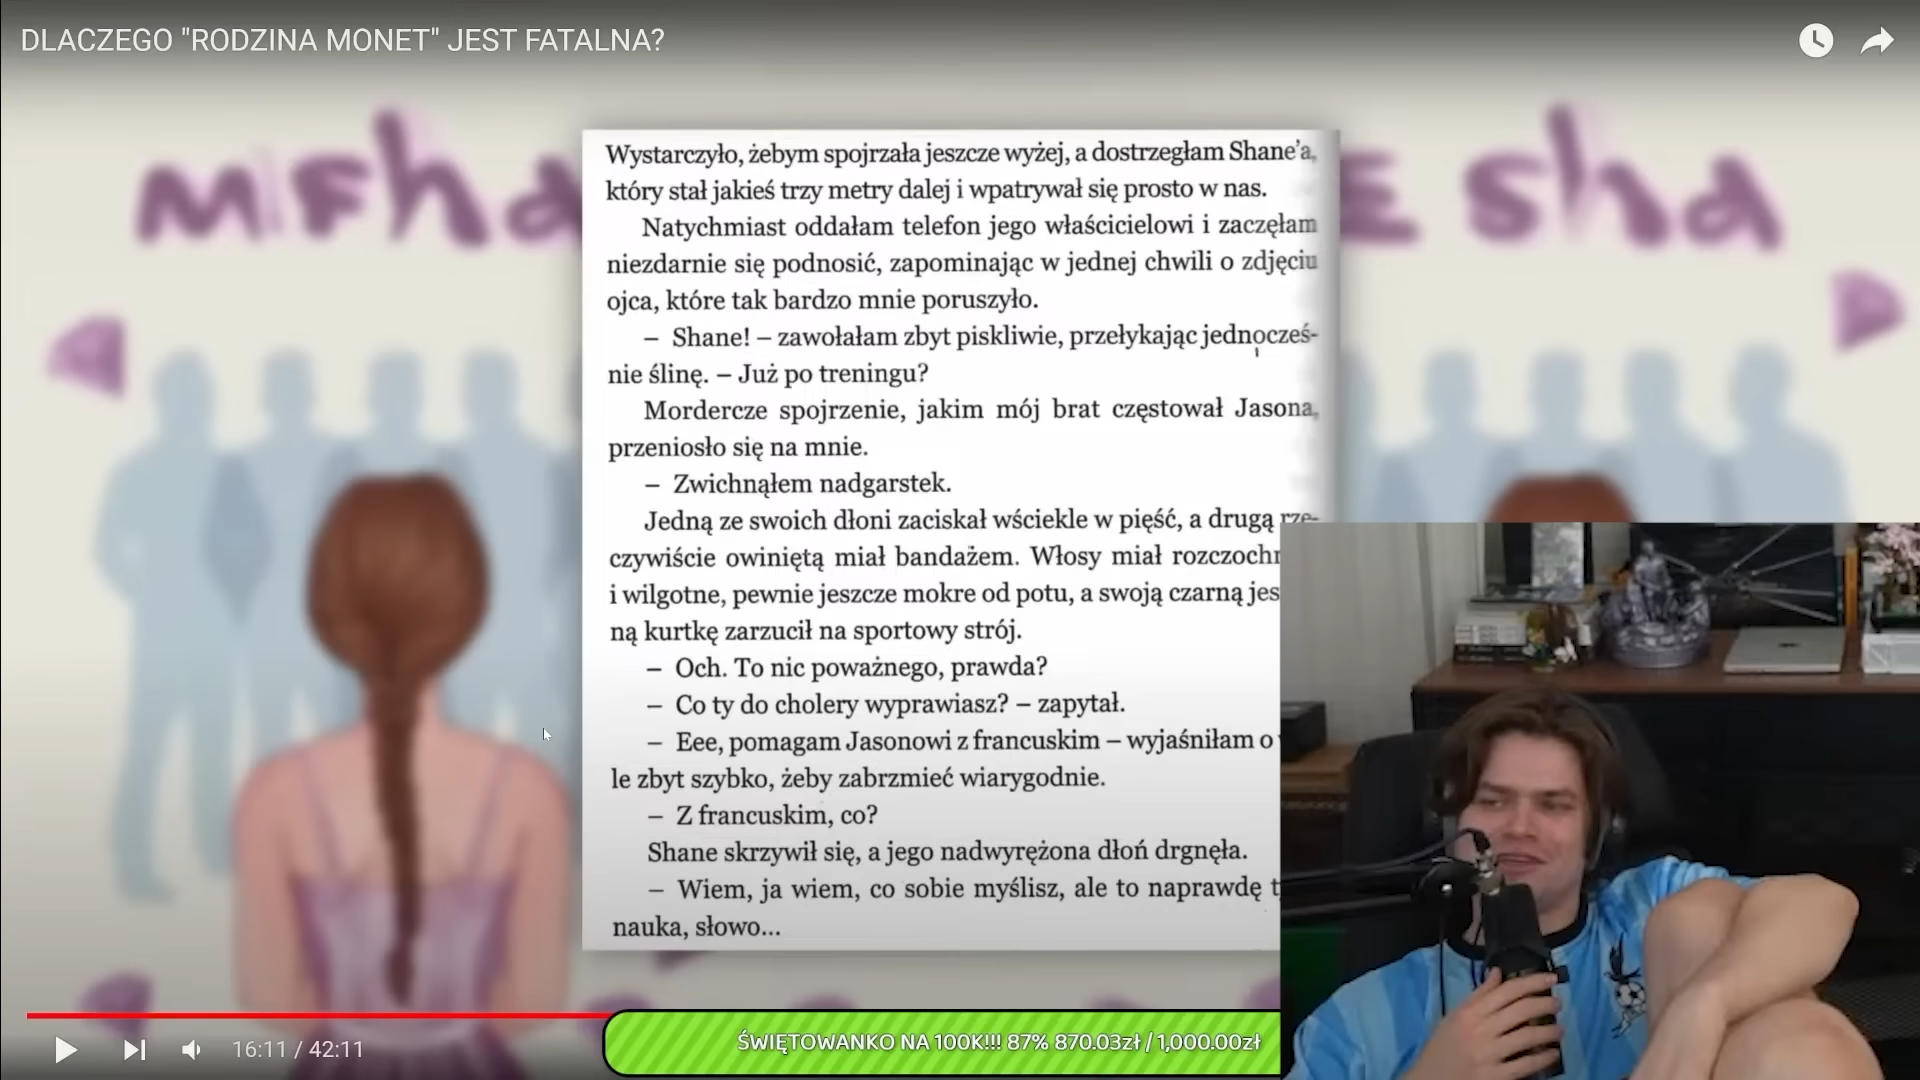 DLACZEGO "RODZINA MONET" JEST FATALNA?
Wystarczyło, żebym spojrzała jeszcze wyżej, a dostrzegłam Shane'a,
który stał jakieś trzy metry dalej i wpatrywał się prosto w nas.
Natychmiast oddałam telefon jego właścicielowi i zaczęłam
niezdarnie się podnosić, zapominając w jednej chwili o zdjęciu
ojca, które tak bardzo mnie poruszyło.
– Shane! – zawołałam zbyt piskliwie, przełykając jednocześ-
nie ślinę. – Już po treningu?
Mordercze spojrzenie, jakim mój brat częstował Jasona,
przeniosło się na mnie.
– Zwichnąłem nadgarstek.
Jedną ze swoich dłoni zaciskał wściekle w pięść, a drugą rze-
czywiście owiniętą miał bandażem. Włosy miał rozczochr
i wilgotne, pewnie jeszcze mokre od potu, a swoją czarną jes
ną kurtkę zarzucił na sportowy strój.
– Och. To nic poważnego, prawda?
– Co ty do cholery wyprawiasz? – zapytał.
– Eee, pomagam Jasonowi z francuskim – wyjaśniłam o
le zbyt szybko, żeby zabrzmieć wiarygodnie.
– Z francuskim, co?
Shane skrzywił się, a jego nadwyrężona dłoń drgnęła.
– Wiem, ja wiem, co sobie myślisz, ale to naprawdę t
nauka, słowo...
16:11 / 42:11
ŚWIĘTOWANKO NA 100K!!! 87% 870.03zł / 1,000.00zł